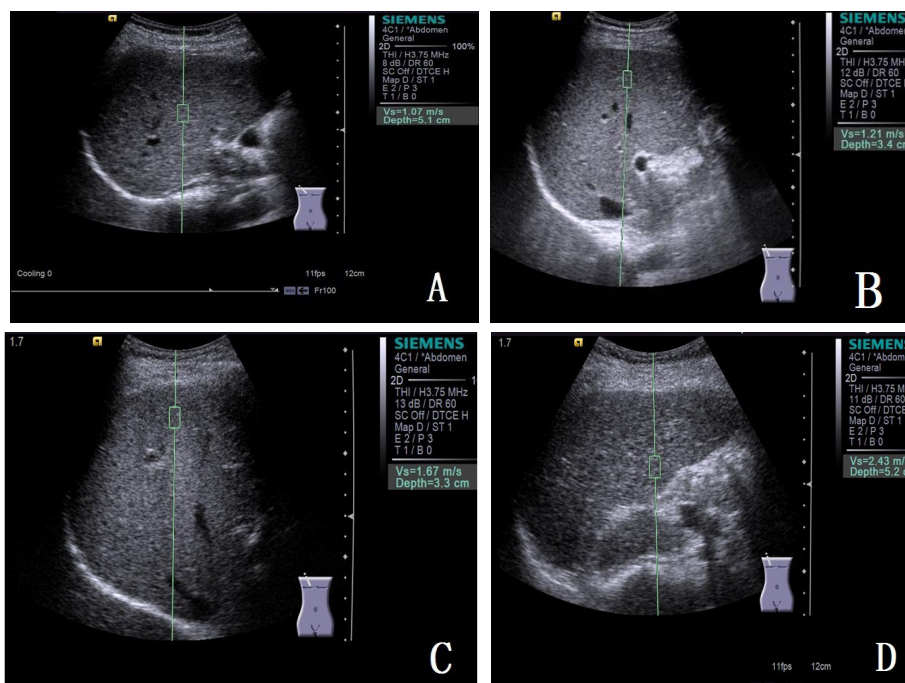 SIEMENS
4C1 / *Abdomen
General
2D 100%
THI / H3.75 MHz
8 dB / DR 60
SC Off / DTCE H
Map D / ST 1
E 2 / P 3
T 1 / B 0
Vs=1.07 m/s
Depth=5.1 cm
Cooling 0
11fps 12cm
Fr100
A
SIEMENS
4C1 / *Abdomen
General
2D
THI / H3.75 MHz
12 dB / DR 60
SC Off / DTCE
Map D / ST 1
E 2 / P 3
T 1 / B 0
Vs=1.21 m/s
Depth=3.4 cm
B
1.7
SIEMENS
4C1 / *Abdomen
General
2D 1
THI / H3.75 MHz
13 dB / DR 60
SC Off / DTCE H
Map D / ST 1
E 2 / P 3
T 1 / B 0
Vs=1.67 m/s
Depth=3.3 cm
C
1.7
SIEMENS
4C1 / *Abdom
General
2D
THI / H3.75 M
11 dB / DR 60
SC Off / DTC
Map D / ST 1
E 2 / P 3
T 1 / B 0
Vs=2.43 m/
Depth=5.2 c
11fps 12cm
D